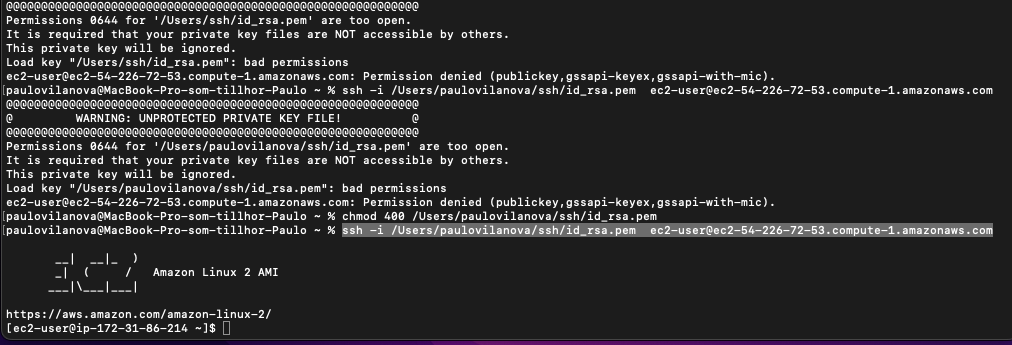 @@@@@@@@@@@@@@@@@@@@@@@@@@@@@@@@@@@@@@@@@@@@@@@@@@@@@@@@@@@
Permissions 0644 for '/Users/ssh/id_rsa.pem' are too open.
It is required that your private key files are NOT accessible by others.
This private key will be ignored.
Load key "/Users/ssh/id_rsa.pem": bad permissions
ec2-user@ec2-54-226-72-53.compute-1.amazonaws.com: Permission denied (publickey,gssapi-keyex,gssapi-with-mic).
[paulovilanova@MacBook-Pro-som-tillhor-Paulo ~ % ssh -i /Users/paulovilanova/ssh/id_rsa.pem  ec2-user@ec2-54-226-72-53.compute-1.amazonaws.com
@@@@@@@@@@@@@@@@@@@@@@@@@@@@@@@@@@@@@@@@@@@@@@@@@@@@@@@@@@@
@         WARNING: UNPROTECTED PRIVATE KEY FILE!          @
@@@@@@@@@@@@@@@@@@@@@@@@@@@@@@@@@@@@@@@@@@@@@@@@@@@@@@@@@@@
Permissions 0644 for '/Users/paulovilanova/ssh/id_rsa.pem' are too open.
It is required that your private key files are NOT accessible by others.
This private key will be ignored.
Load key "/Users/paulovilanova/ssh/id_rsa.pem": bad permissions
ec2-user@ec2-54-226-72-53.compute-1.amazonaws.com: Permission denied (publickey,gssapi-keyex,gssapi-with-mic).
[paulovilanova@MacBook-Pro-som-tillhor-Paulo ~ % chmod 400 /Users/paulovilanova/ssh/id_rsa.pem
[paulovilanova@MacBook-Pro-som-tillhor-Paulo ~ % ssh -i /Users/paulovilanova/ssh/id_rsa.pem  ec2-user@ec2-54-226-72-53.compute-1.amazonaws.com

       __|  __|_  )
       _|  (     /   Amazon Linux 2 AMI
      ___|\___|___|

https://aws.amazon.com/amazon-linux-2/
[ec2-user@ip-172-31-86-214 ~]$